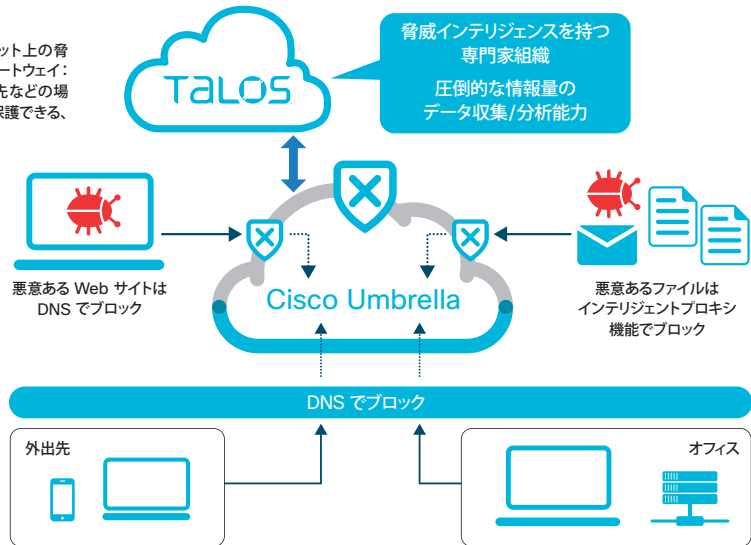 ット上の脅
ートウェイ：
先などの場
保護できる、
TALOS
脅威インテリジェンスを持つ
専門家組織
圧倒的な情報量の
データ収集/分析能力
悪意ある Web サイトは
DNS でブロック
Cisco Umbrella
悪意あるファイルは
インテリジェントプロキシ
機能でブロック
DNS でブロック
外出先
オフィス